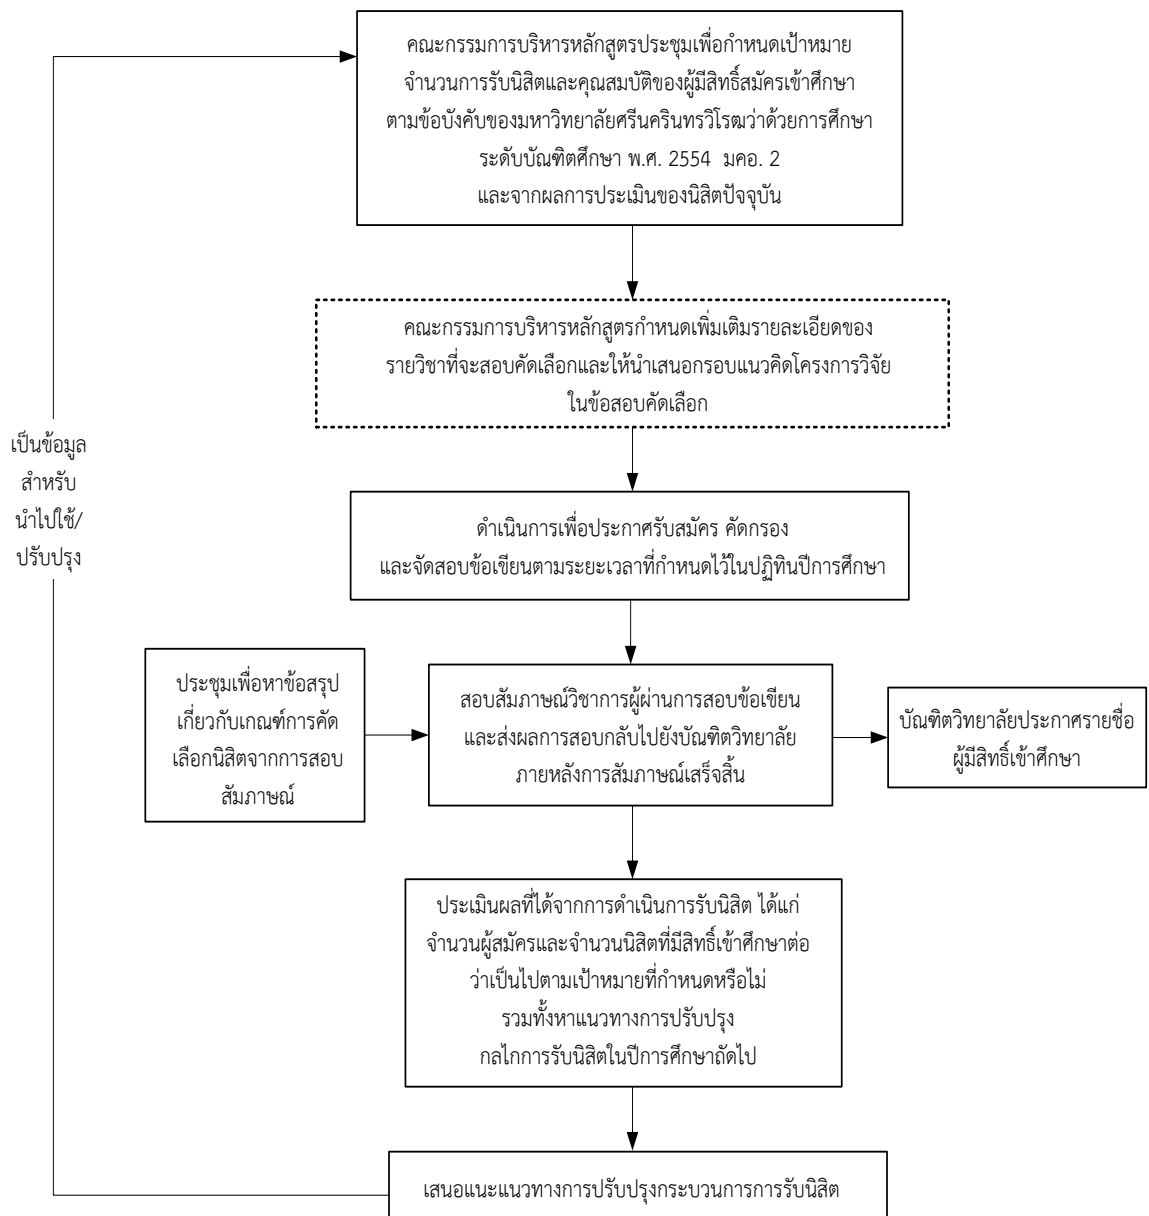 คณะกรรมการบริหารหลักสูตรประชุมเพื่อกำหนดเป้าหมาย
จำนวนการรับนิสิตและคุณสมบัติของผู้มีสิทธิ์สมัครเข้าศึกษา
ตามข้อบังคับของมหาวิทยาลัยศรีนครินทรวิโรฒว่าด้วยการศึกษา
ระดับบัณฑิตศึกษา พ.ศ. 2554 มคอ. 2
และจากผลการประเมินของนิสิตปัจจุบัน
คณะกรรมการบริหารหลักสูตรกำหนดเพิ่มเติมรายละเอียดของ
รายวิชาที่จะสอบคัดเลือกและให้นำเสนอกรอบแนวคิดโครงการวิจัย
ในข้อสอบคัดเลือก
เป็นข้อมูล
สำหรับ
นำไปใช้/
ปรับปรุง
ดำเนินการเพื่อประกาศรับสมัคร คัดกรอง
และจัดสอบข้อเขียนตามระยะเวลาที่กำหนดไว้ในปฏิทินปีการศึกษา
ประชุมเพื่อหาข้อสรุป
เกี่ยวกับเกณฑ์การคัด
เลือกนิสิตจากการสอบ
สัมภาษณ์
สอบสัมภาษณ์วิชาการผู้ผ่านการสอบข้อเขียน
และส่งผลการสอบกลับไปยังบัณฑิตวิทยาลัย
ภายหลังการสัมภาษณ์เสร็จสิ้น
บัณฑิตวิทยาลัยประกาศรายชื่อ
ผู้มีสิทธิ์เข้าศึกษา
ประเมินผลที่ได้จากการดำเนินการรับนิสิต ได้แก่
จำนวนผู้สมัครและจำนวนนิสิตที่มีสิทธิ์เข้าศึกษาต่อ
ว่าเป็นไปตามเป้าหมายที่กำหนดหรือไม่
รวมทั้งหาแนวทางการปรับปรุง
กลไกการรับนิสิตในปีการศึกษาถัดไป
เสนอแนะแนวทางการปรับปรุงกระบวนการการรับนิสิต